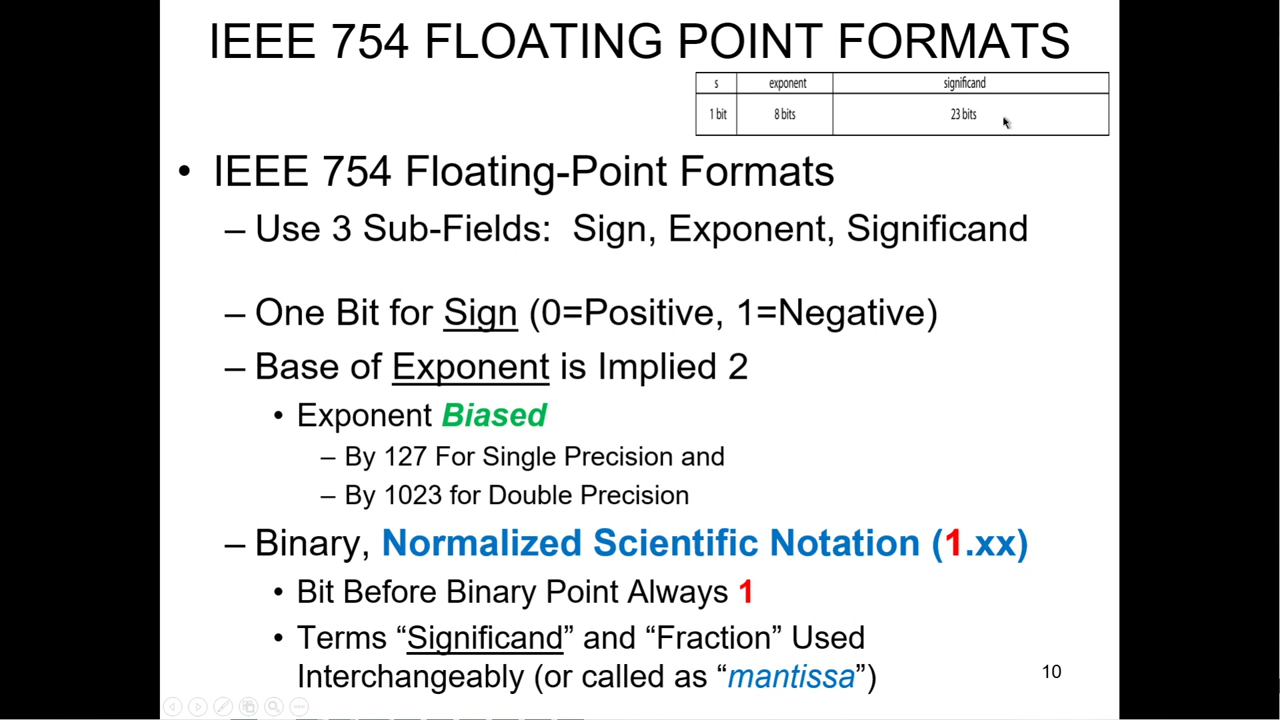 IEEE 754 FLOATING POINT FORMATS
s exponent significand
1 bit 8 bits 23 bits
• IEEE 754 Floating-Point Formats
– Use 3 Sub-Fields: Sign, Exponent, Significand
– One Bit for Sign (0=Positive, 1=Negative)
– Base of Exponent is Implied 2
• Exponent Biased
– By 127 For Single Precision and
– By 1023 for Double Precision
– Binary, Normalized Scientific Notation (1.xx)
• Bit Before Binary Point Always 1
• Terms “Significand” and “Fraction” Used
Interchangeably (or called as “mantissa”)
10